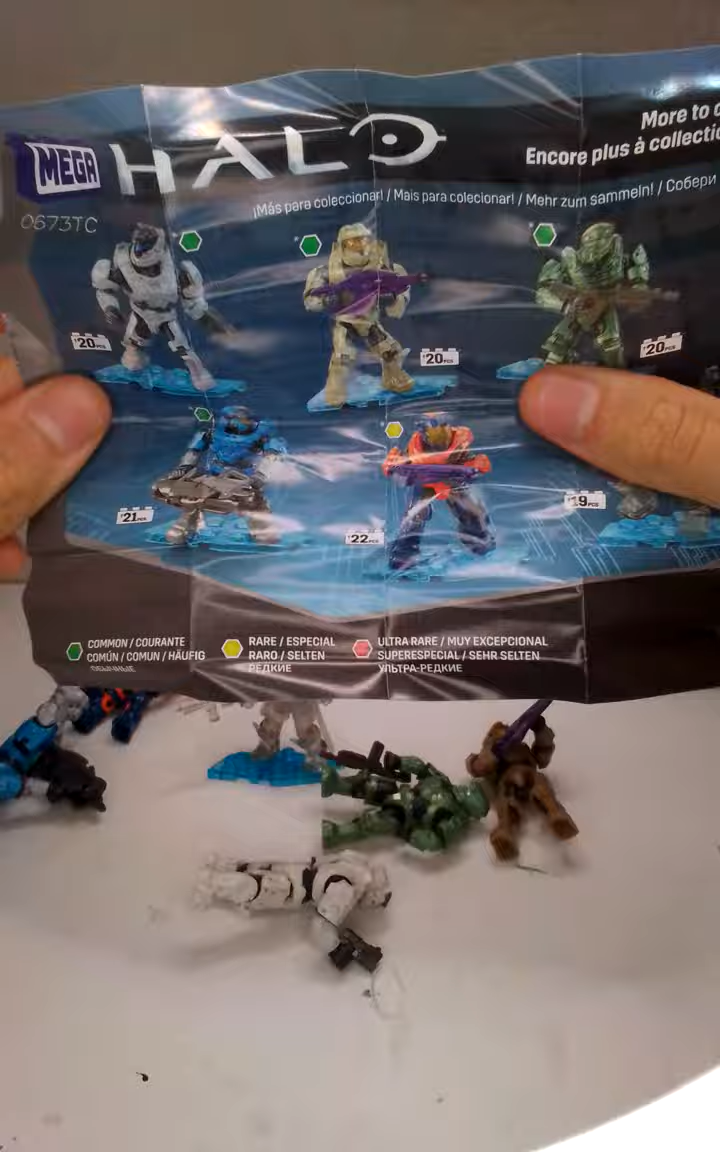 MEGA
HALO
More to
Encore plus à collecti
¡Más para coleccionar! / Mais para colecionar! / Mehr zum sammeln! / Собери
0673TC
20PCS
20PCS
20PCS
21PCS
22PCS
19PCS
COMMON / COURANTE
COMÚN / COMUN / HÄUFIG
ОБЫЧНЫЕ
RARE / ESPECIAL
RARO / SELTEN
РЕДКИЕ
ULTRA RARE / MUY EXCEPCIONAL
SUPERESPECIAL / SEHR SELTEN
УЛЬТРА-РЕДКИЕ